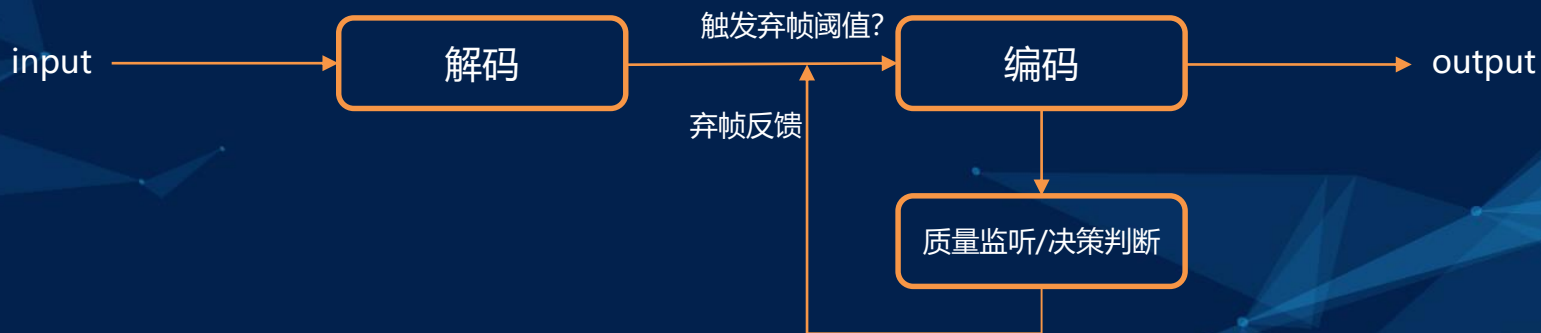 触发弃帧阈值?
input
解码
编码
output
弃帧反馈
质量监听/决策判断